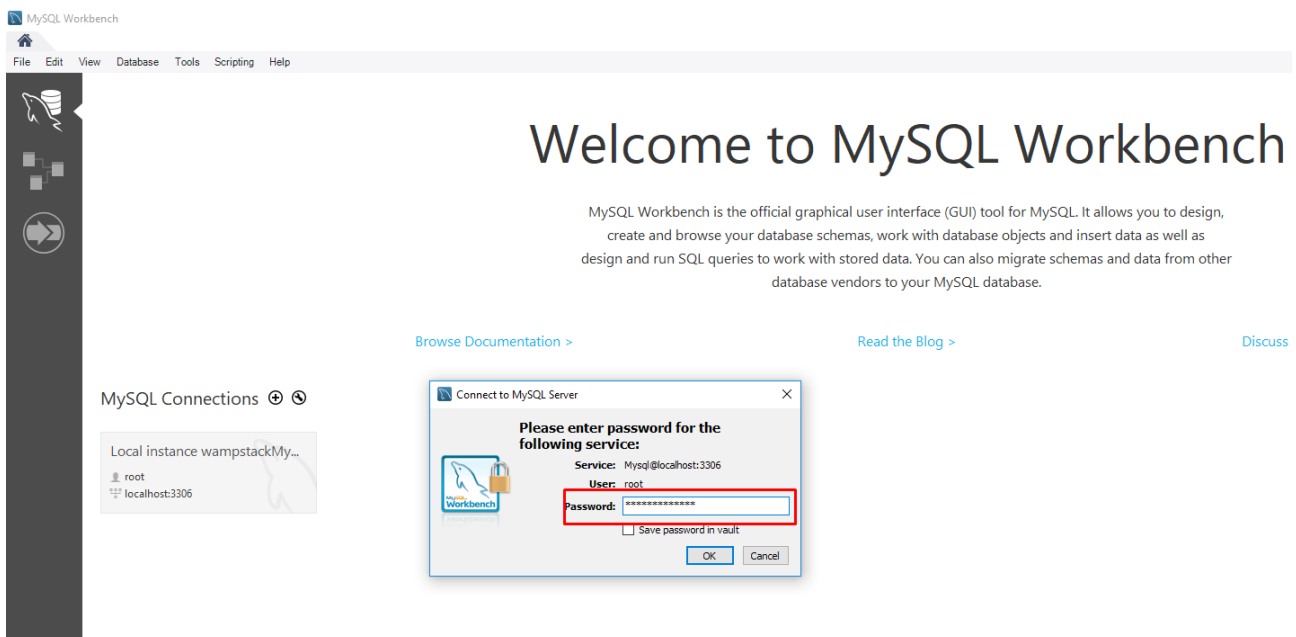 MySQL Workbench
File Edit View Database Tools Scripting Help
Welcome to MySQL Workbench
MySQL Workbench is the official graphical user interface (GUI) tool for MySQL. It allows you to design,
create and browse your database schemas, work with database objects and insert data as well as
design and run SQL queries to work with stored data. You can also migrate schemas and data from other
database vendors to your MySQL database.
Browse Documentation > Read the Blog > Discuss
MySQL Connections
Local instance wampstackMy...
root
localhost:3306
Connect to MySQL Server
Please enter password for the
following service:
Service: Mysql@localhost:3306
User: root
Password: *************
Save password in vault
OK Cancel
MySQL
Workbench